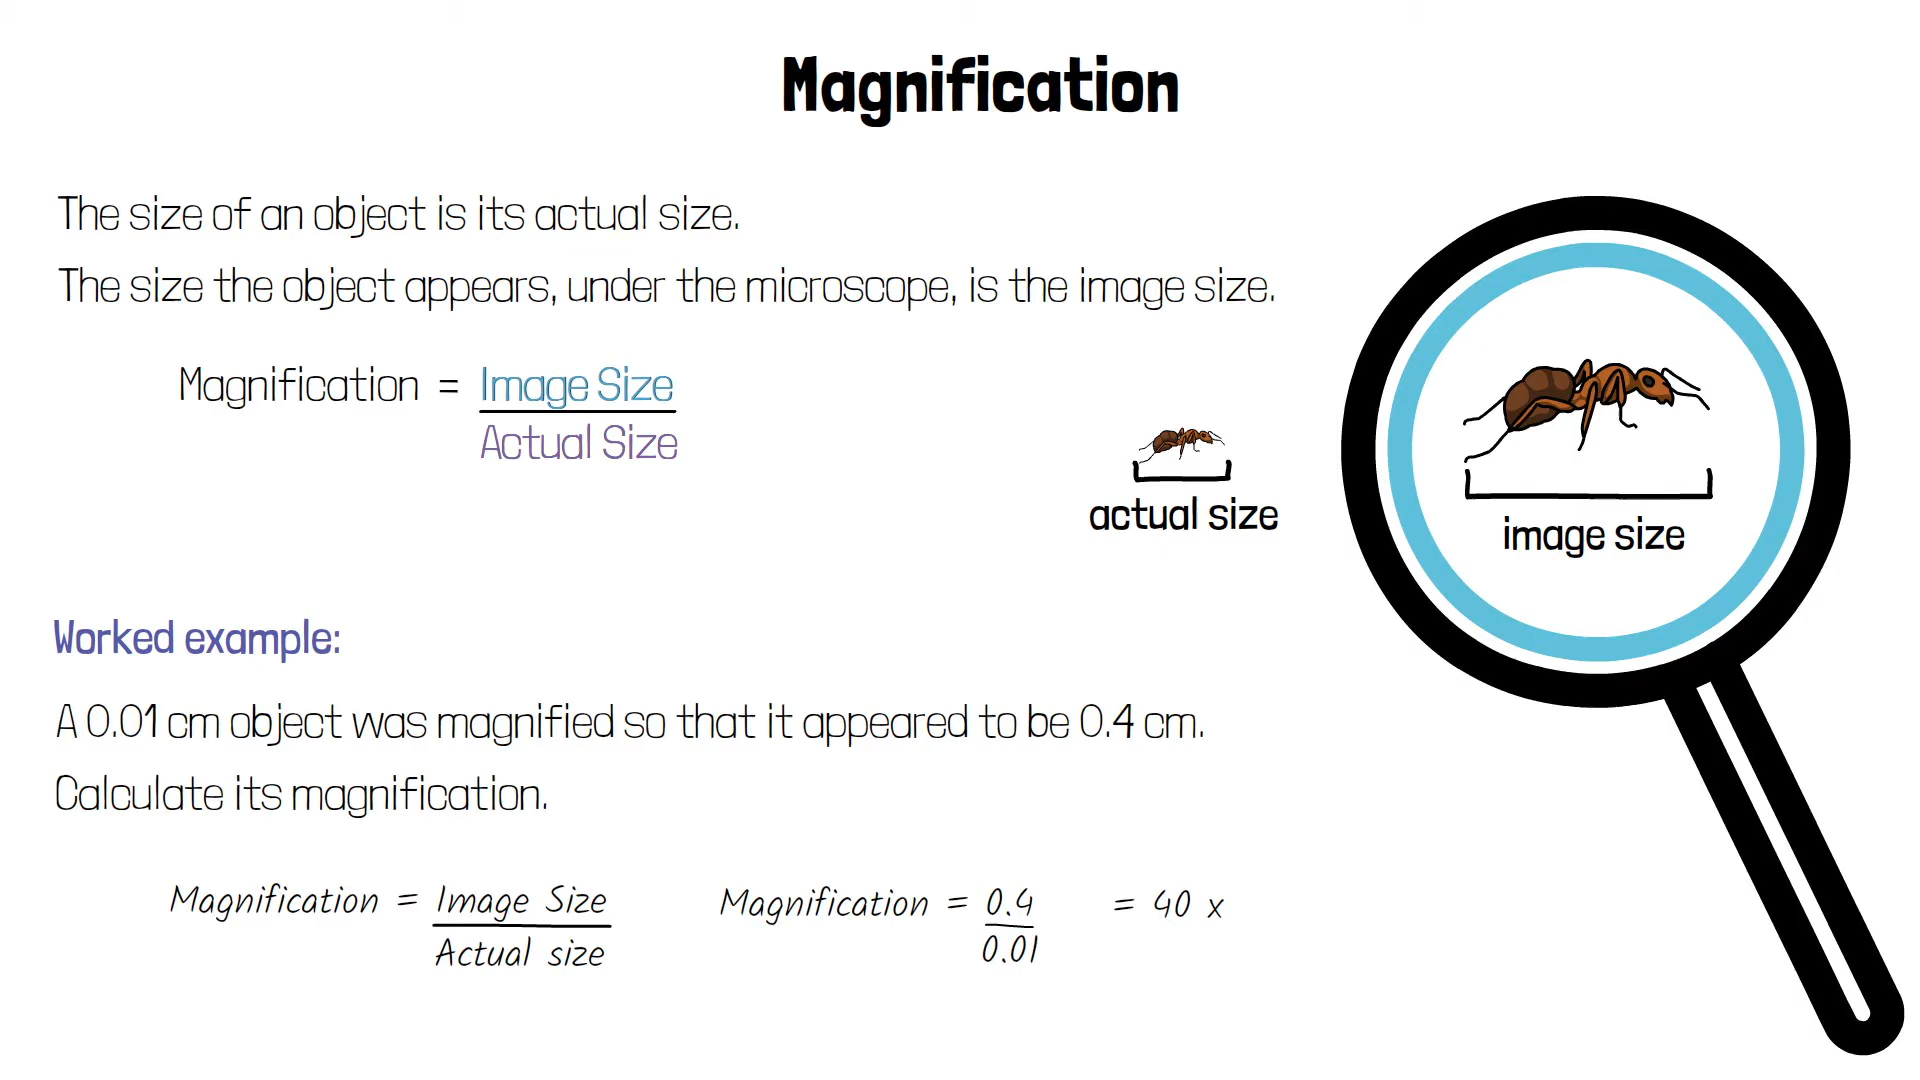 Magnification
The size of an object is its actual size.
The size the object appears, under the microscope, is the image size.
Magnification = Image Size
Actual Size
actual size
image size
Worked example:
A 0.01 cm object was magnified so that it appeared to be 0.4 cm.
Calculate its magnification.
Magnification = Image Size
Actual size
Magnification = 0.4
0.01
= 40 x